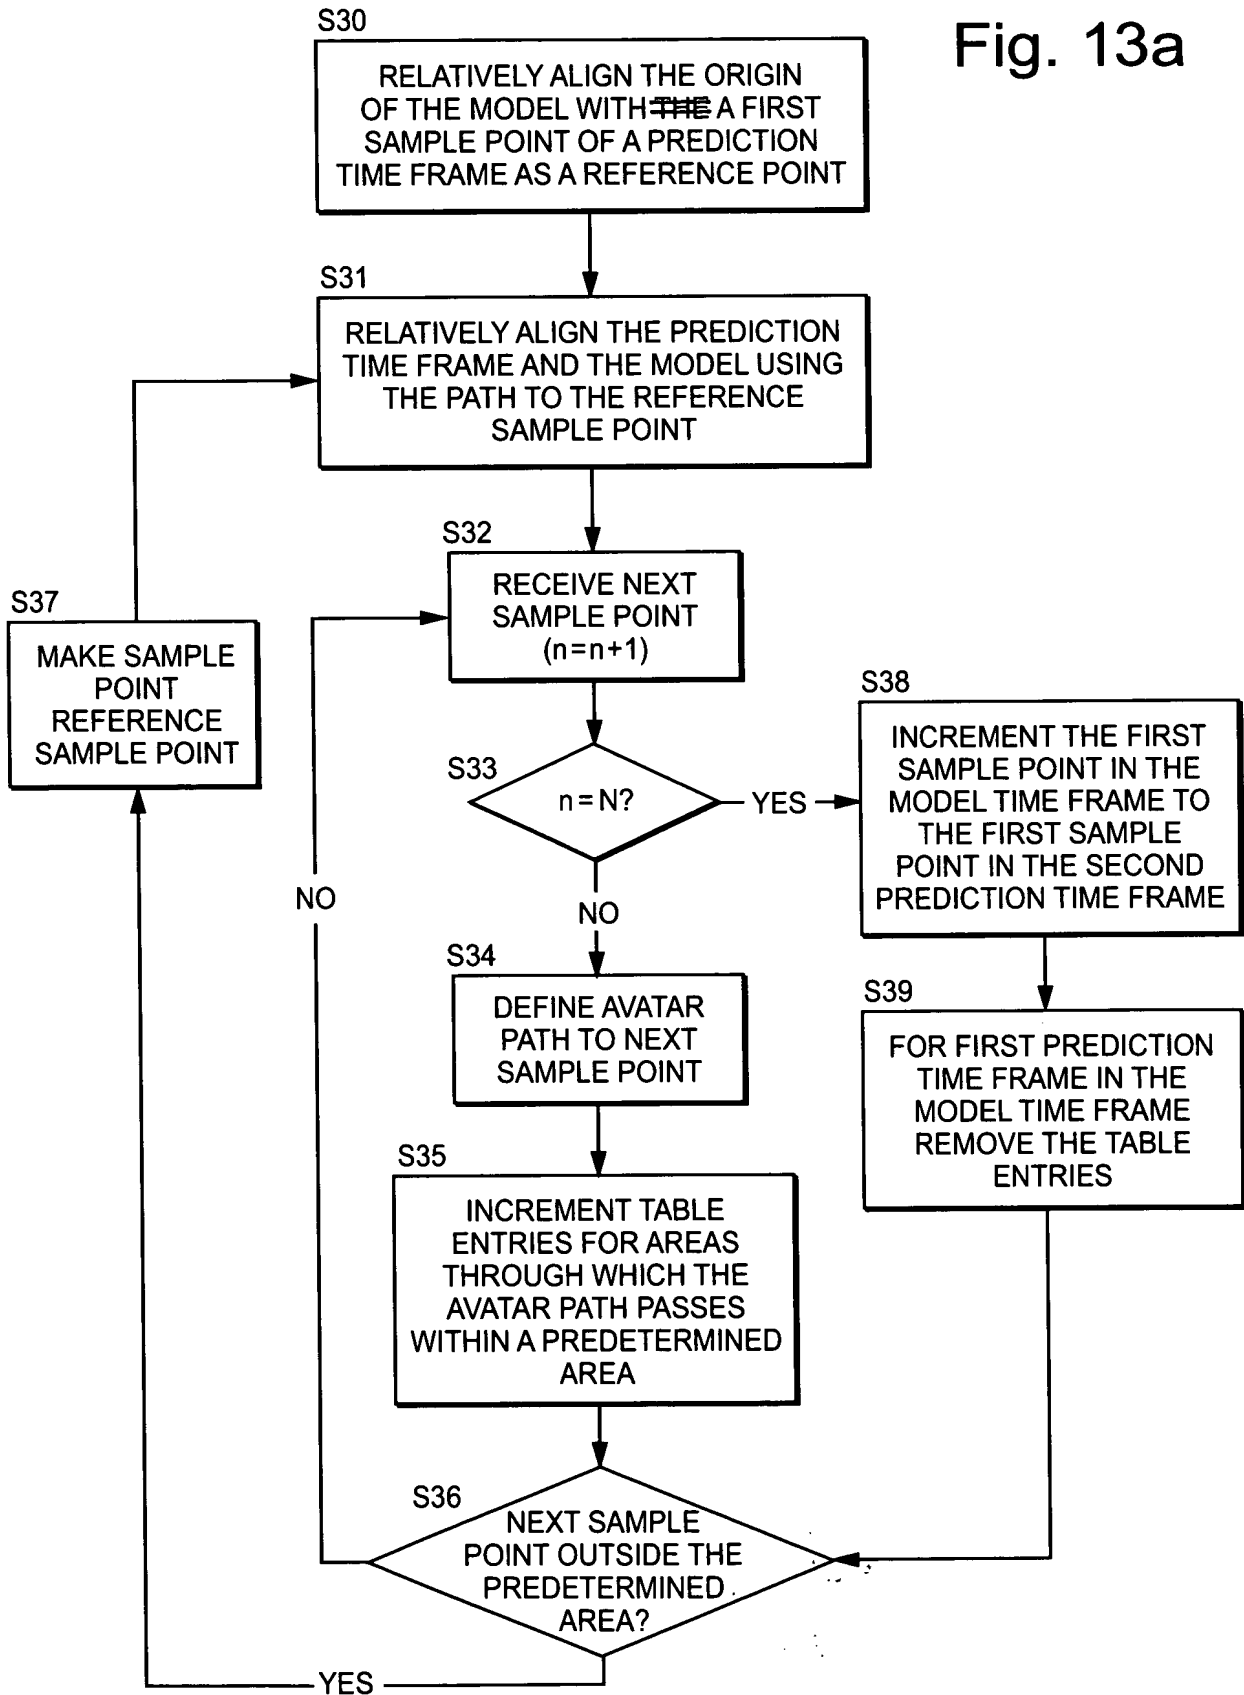 Fig. 13a
S30
RELATIVELY ALIGN THE ORIGIN
OF THE MODEL WITH THE A FIRST
SAMPLE POINT OF A PREDICTION
TIME FRAME AS A REFERENCE POINT
S31
RELATIVELY ALIGN THE PREDICTION
TIME FRAME AND THE MODEL USING
THE PATH TO THE REFERENCE
SAMPLE POINT
S32
RECEIVE NEXT
SAMPLE POINT
(n=n+1)
S37
MAKE SAMPLE
POINT
REFERENCE
SAMPLE POINT
S33
n=N?
YES
S38
INCREMENT THE FIRST
SAMPLE POINT IN THE
MODEL TIME FRAME TO
THE FIRST SAMPLE
POINT IN THE SECOND
PREDICTION TIME FRAME
NO
NO
S34
DEFINE AVATAR
PATH TO NEXT
SAMPLE POINT
S39
FOR FIRST PREDICTION
TIME FRAME IN THE
MODEL TIME FRAME
REMOVE THE TABLE
ENTRIES
S35
INCREMENT TABLE
ENTRIES FOR AREAS
THROUGH WHICH THE
AVATAR PATH PASSES
WITHIN A PREDETERMINED
AREA
S36
NEXT SAMPLE
POINT OUTSIDE THE
PREDETERMINED
AREA?
YES